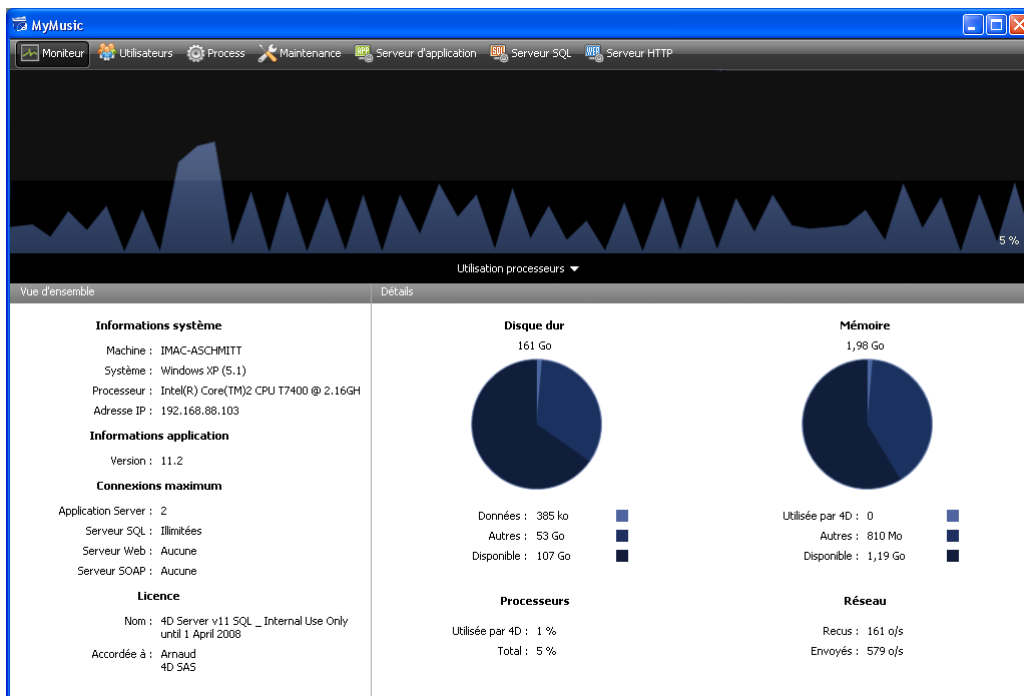 MyMusic
Moniteur Utilisateurs Process Maintenance Serveur d'application Serveur SQL Serveur HTTP
5 %
Utilisation processeurs
Vue d'ensemble
Détails
Informations système
Machine : IMAC-ASCHMITT
Système : Windows XP (5.1)
Processeur : Intel(R) Core(TM)2 CPU T7400 @ 2.16GH
Adresse IP : 192.168.88.103
Informations application
Version : 11.2
Connexions maximum
Application Server : 2
Serveur SQL : Illimitées
Serveur Web : Aucune
Serveur SOAP : Aucune
Licence
Nom : 4D Server v11 SQL _ Internal Use Only
until 1 April 2008
Accordée à : Arnaud
4D SAS
Disque dur
161 Go
Données : 385 ko
Autres : 53 Go
Disponible : 107 Go
Processeurs
Utilisée par 4D : 1 %
Total : 5 %
Mémoire
1,98 Go
Utilisée par 4D : 0
Autres : 810 Mo
Disponible : 1,19 Go
Réseau
Recus : 161 o/s
Envoyés : 579 o/s